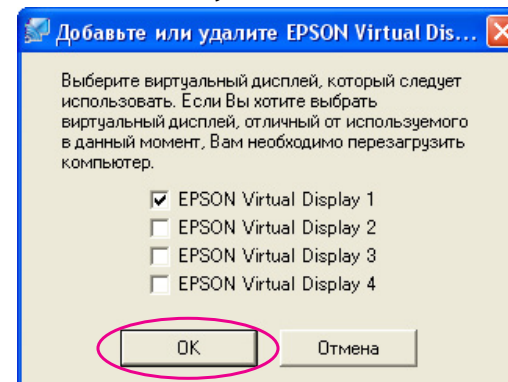 Добавьте или удалите EPSON Virtual Dis...
Выберите виртуальный дисплей, который следует
использовать. Если Вы хотите выбрать
виртуальный дисплей, отличный от используемого
в данный момент, Вам необходимо перезагрузить
компьютер.
EPSON Virtual Display 1
EPSON Virtual Display 2
EPSON Virtual Display 3
EPSON Virtual Display 4
OK Отмена